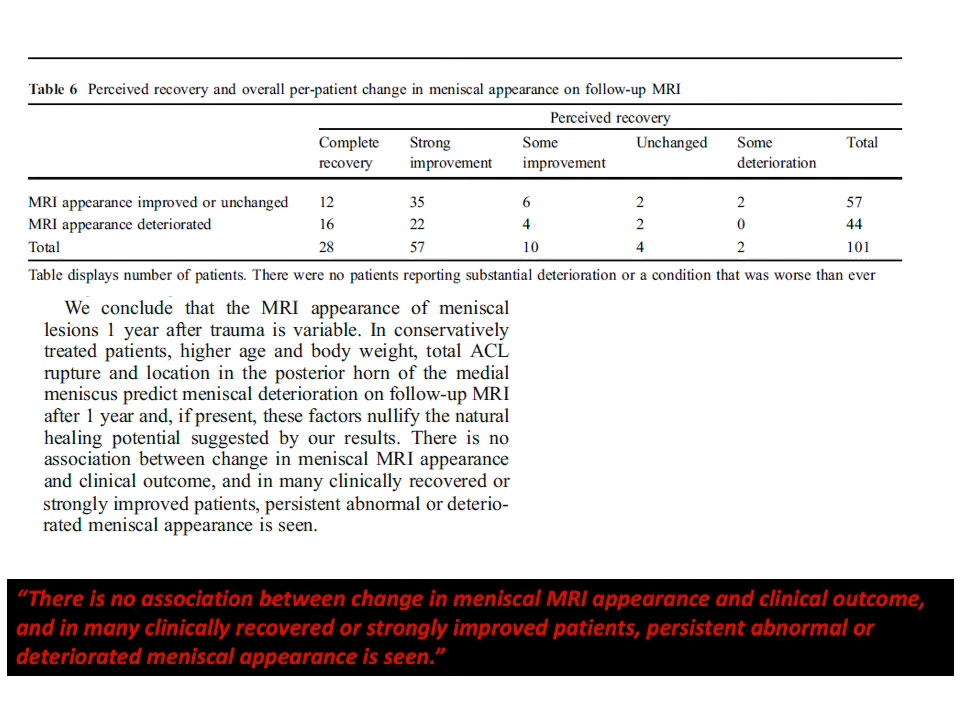 Table 6 Perceived recovery and overall per-patient change in meniscal appearance on follow-up MRI
Perceived recovery
Complete recovery Strong improvement Some improvement Unchanged Some deterioration Total
MRI appearance improved or unchanged 12 35 6 2 2 57
MRI appearance deteriorated 16 22 4 2 0 44
Total 28 57 10 4 2 101
Table displays number of patients. There were no patients reporting substantial deterioration or a condition that was worse than ever
We conclude that the MRI appearance of meniscal
lesions 1 year after trauma is variable. In conservatively
treated patients, higher age and body weight, total ACL
rupture and location in the posterior horn of the medial
meniscus predict meniscal deterioration on follow-up MRI
after 1 year and, if present, these factors nullify the natural
healing potential suggested by our results. There is no
association between change in meniscal MRI appearance
and clinical outcome, and in many clinically recovered or
strongly improved patients, persistent abnormal or deterio-
rated meniscal appearance is seen.
“There is no association between change in meniscal MRI appearance and clinical outcome,
and in many clinically recovered or strongly improved patients, persistent abnormal or
deteriorated meniscal appearance is seen.”